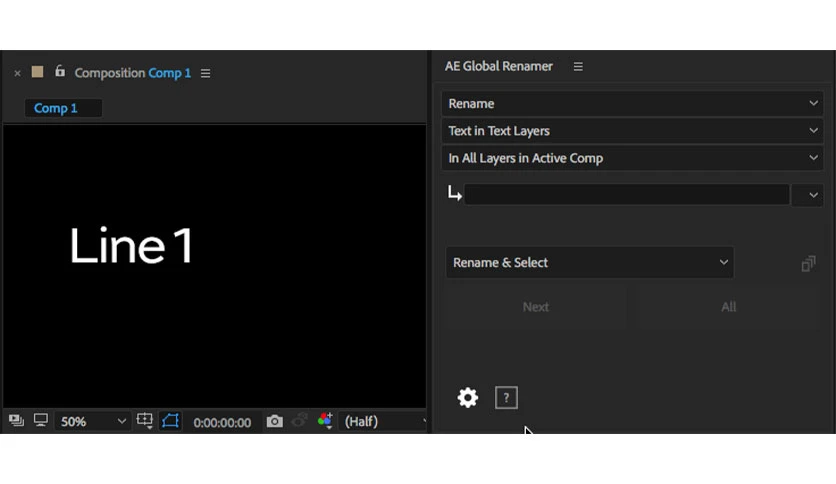 Composition Comp 1
Comp 1
Line 1
50%
0:00:00:00
(Half)
AE Global Renamer
Rename
Text in Text Layers
In All Layers in Active Comp
Rename & Select
Next
All
?